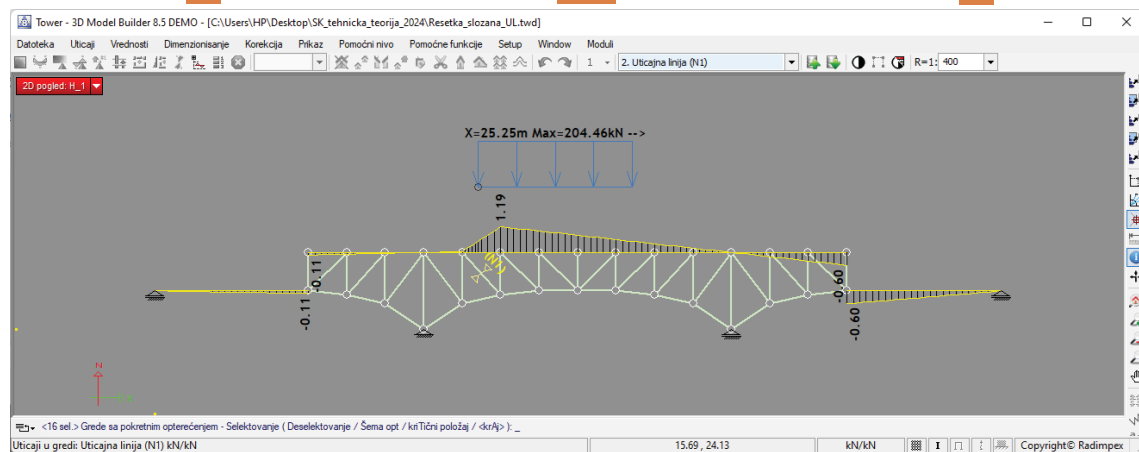 Tower - 3D Model Builder 8.5 DEMO - [C:\Users\HP\Desktop\SK_tehnicka_teorija_2024\Resetka_slozana_UL.twd]
Datoteka Uticaji Vrednosti Dimenzionisanje Korekcija Prikaz Pomoćni nivo Pomoćne funkcije Setup Window Moduli
1 2. Uticajna linija (N1) R=1: 400
2D pogled: H_1
X=25.25m Max=204.46kN -->
1.19
(N1)
-0.11
-0.11
-0.60
-0.60
N
<16 sel.> Grede sa pokretnim opterećenjem - Selektovanje ( Deselektovanje / Šema opt / kriTični položaj / <krAj> ): _
Uticaji u gredi: Uticajna linija (N1) kN/kN 15.69 , 24.13 kN/kN I Copyright© Radimpex